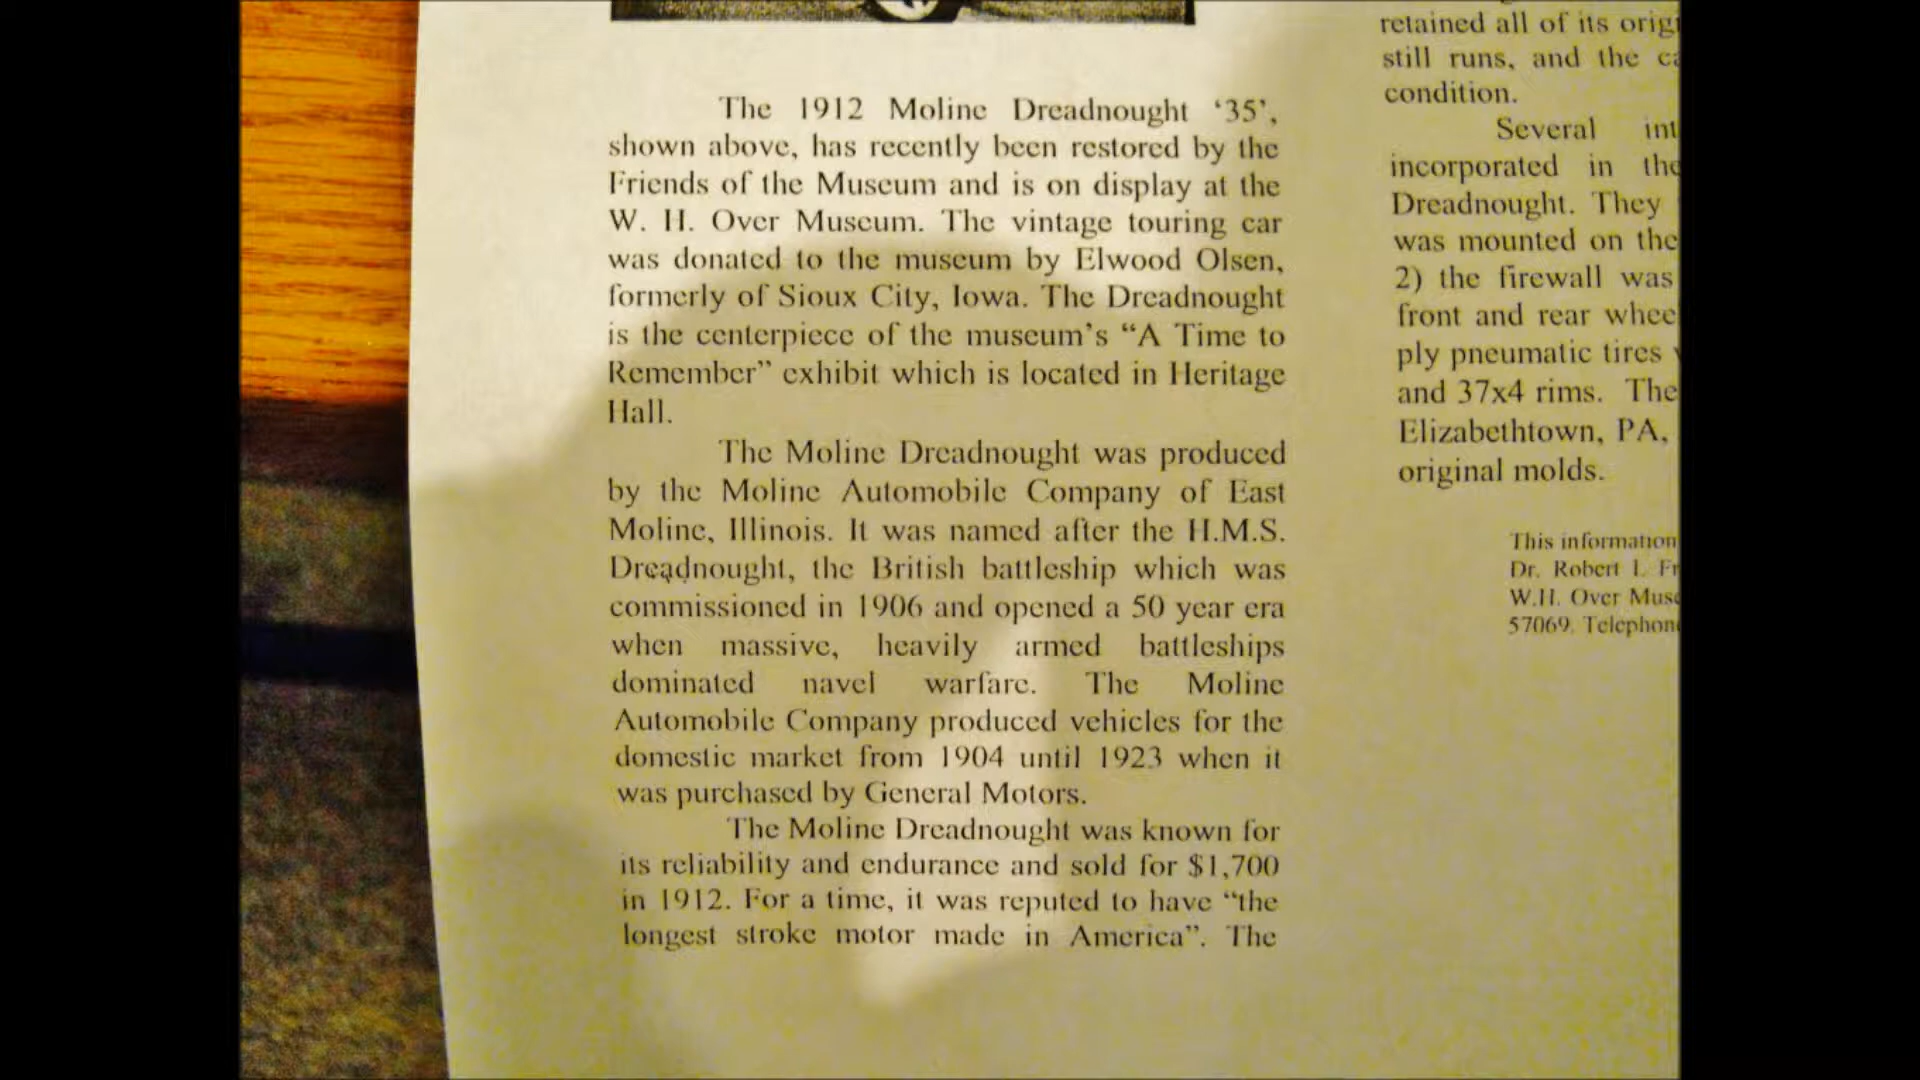 The 1912 Moline Dreadnought ‘35’,
shown above, has recently been restored by the
Friends of the Museum and is on display at the
W. H. Over Museum. The vintage touring car
was donated to the museum by Elwood Olsen,
formerly of Sioux City, Iowa. The Dreadnought
is the centerpiece of the museum’s “A Time to
Remember” exhibit which is located in Heritage
Hall.
The Moline Dreadnought was produced
by the Moline Automobile Company of East
Moline, Illinois. It was named after the H.M.S.
Dreadnought, the British battleship which was
commissioned in 1906 and opened a 50 year era
when massive, heavily armed battleships
dominated navel warfare. The Moline
Automobile Company produced vehicles for the
domestic market from 1904 until 1923 when it
was purchased by General Motors.
The Moline Dreadnought was known for
its reliability and endurance and sold for $1,700
in 1912. For a time, it was reputed to have “the
longest stroke motor made in America”. The
retained all of its
still runs, and the
condition.
Several
incorporated in the
Dreadnought. They
was mounted on the
2) the firewall was
front and rear
ply pneumatic tires
and 37x4 rims. The
Elizabethtown, PA,
original molds.
This information
Dr. Robert
W.H. Over
57069.